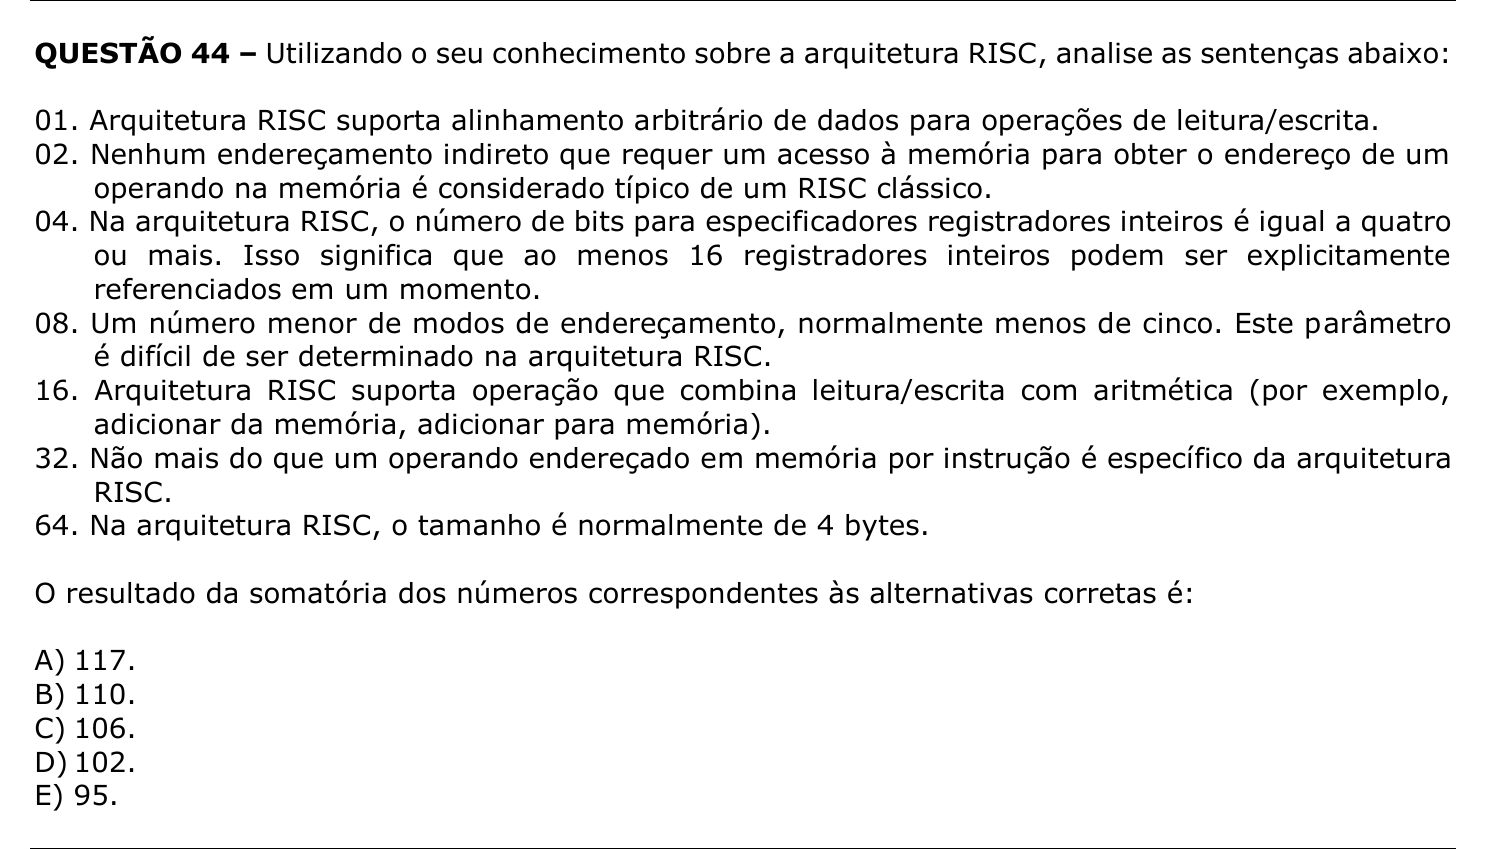 QUESTÃO 44 – Utilizando o seu conhecimento sobre a arquitetura RISC, analise as sentenças abaixo:
01. Arquitetura RISC suporta alinhamento arbitrário de dados para operações de leitura/escrita.
02. Nenhum endereçamento indireto que requer um acesso à memória para obter o endereço de um
operando na memória é considerado típico de um RISC clássico.
04. Na arquitetura RISC, o número de bits para especificadores registradores inteiros é igual a quatro
ou mais. Isso significa que ao menos 16 registradores inteiros podem ser explicitamente
referenciados em um momento.
08. Um número menor de modos de endereçamento, normalmente menos de cinco. Este parâmetro
é difícil de ser determinado na arquitetura RISC.
16. Arquitetura RISC suporta operação que combina leitura/escrita com aritmética (por exemplo,
adicionar da memória, adicionar para memória).
32. Não mais do que um operando endereçado em memória por instrução é específico da arquitetura
RISC.
64. Na arquitetura RISC, o tamanho é normalmente de 4 bytes.
O resultado da somatória dos números correspondentes às alternativas corretas é:
A) 117.
B) 110.
C) 106.
D) 102.
E) 95.